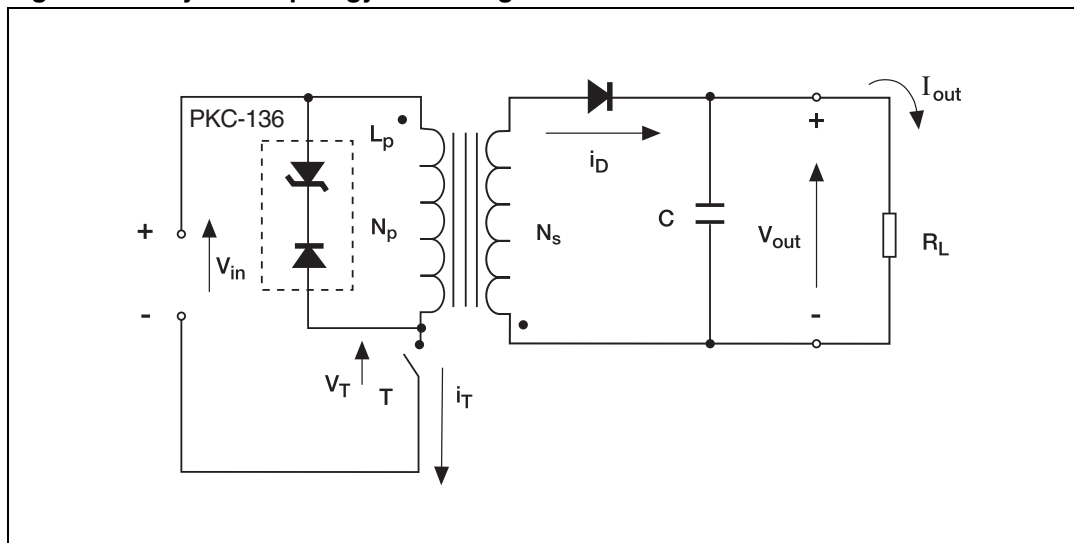 PKC-136
Lp
Np
Ns
iD
C
+
Vout
-
Iout
RL
+
Vin
-
VT
T
iT